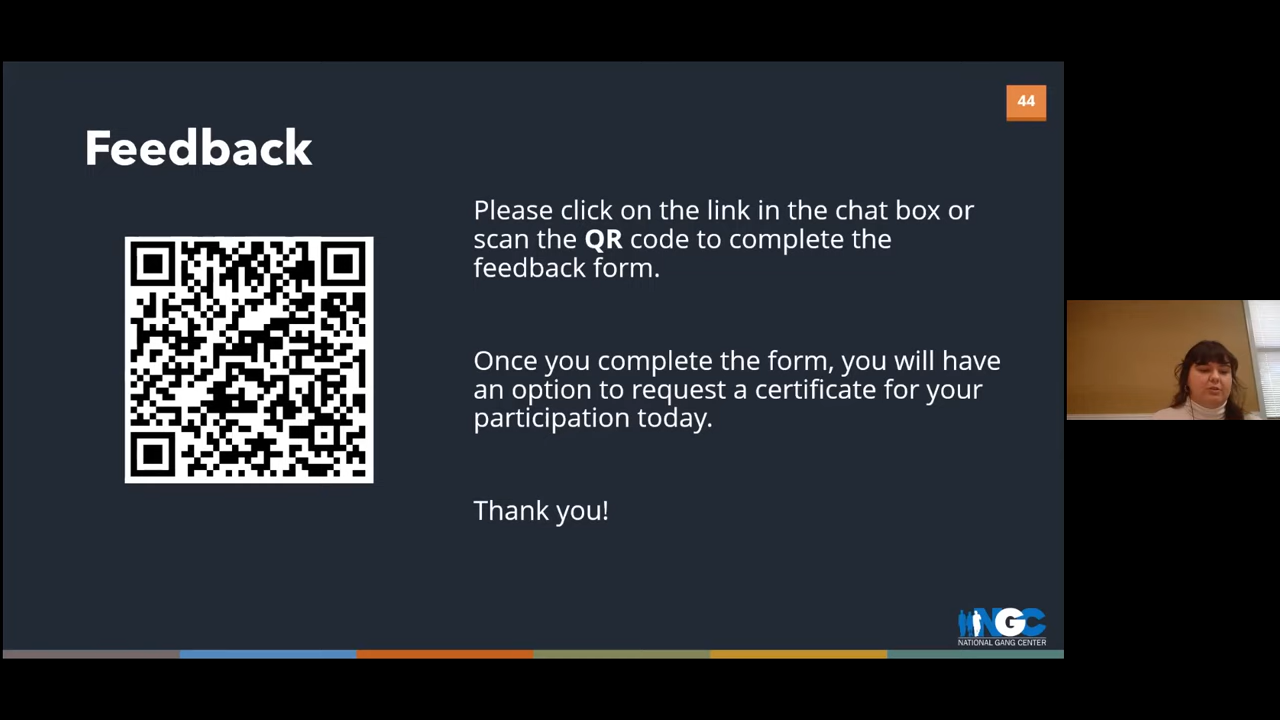 44
Feedback
Please click on the link in the chat box or
scan the QR code to complete the
feedback form.
Once you complete the form, you will have
an option to request a certificate for your
participation today.
Thank you!
NGC
NATIONAL GANG CENTER